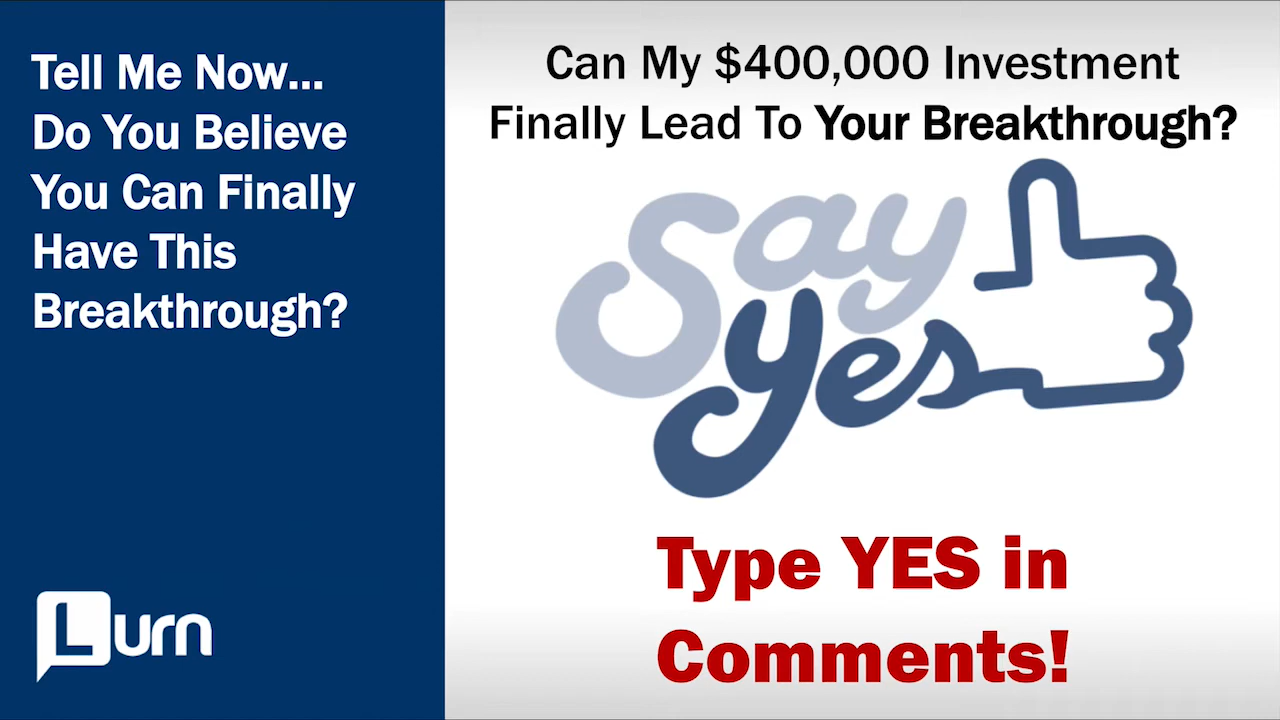 Tell Me Now...
Do You Believe
You Can Finally
Have This
Breakthrough?
Lurn
Can My $400,000 Investment
Finally Lead To Your Breakthrough?
Say
yes
Type YES in
Comments!